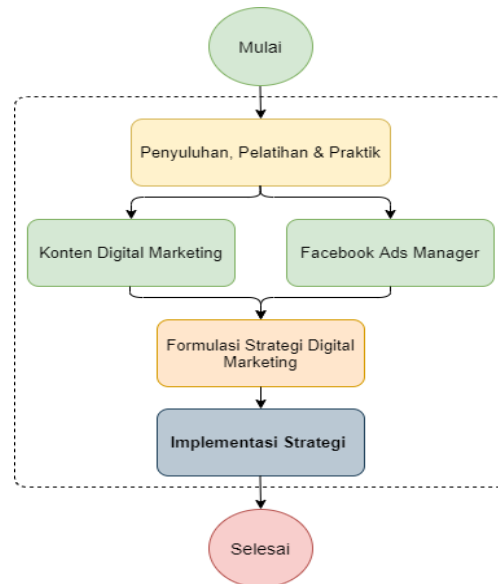 Mulai
Penyuluhan, Pelatihan & Praktik
Konten Digital Marketing
Facebook Ads Manager
Formulasi Strategi Digital
Marketing
Implementasi Strategi
Selesai